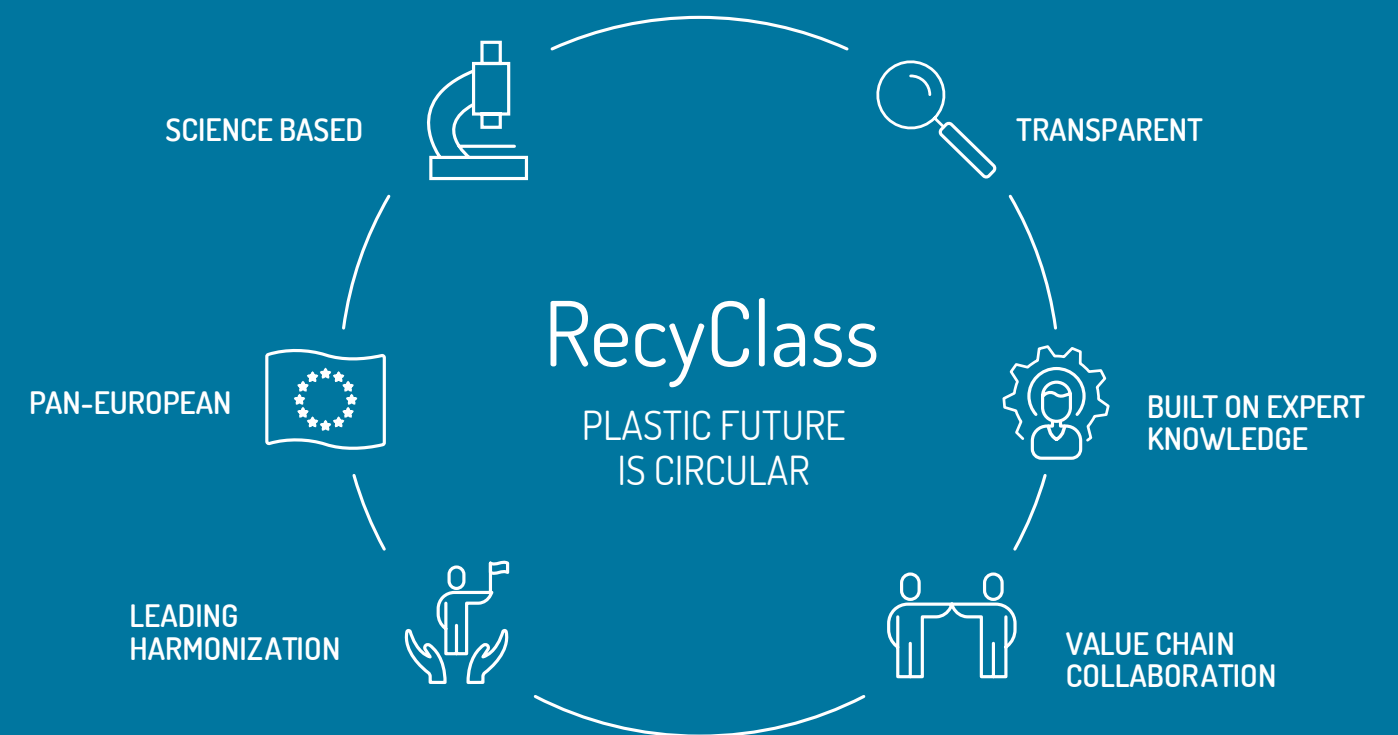 SCIENCE BASED
TRANSPARENT
RecyClass
PLASTIC FUTURE
IS CIRCULAR
PAN-EUROPEAN
BUILT ON EXPERT
KNOWLEDGE
LEADING
HARMONIZATION
VALUE CHAIN
COLLABORATION